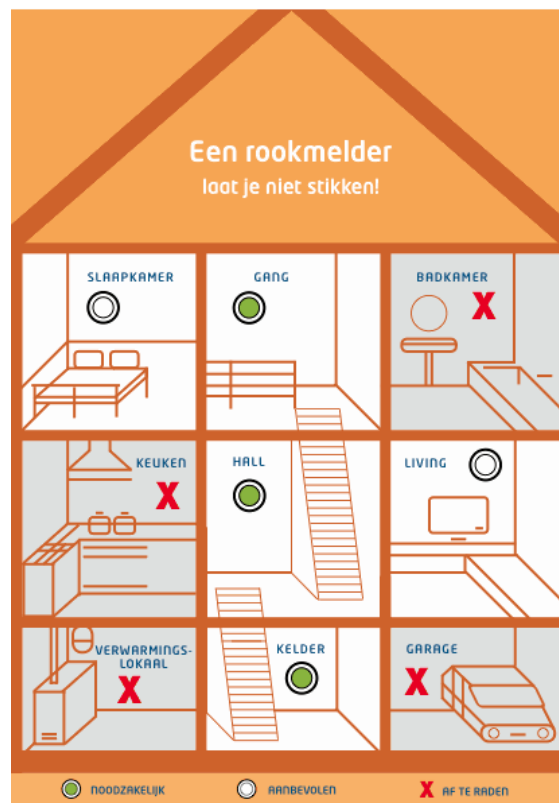 Een rookmelder
laat je niet stikken!
SLAAPKAMER
GANG
BADKAMER
X
KEUKEN
X
HALL
LIVING
VERWARMINGS-
LOKAAL
X
KELDER
GARAGE
X
NOODZAKELIJK
AANBEVOLEN
X AF TE RADEN